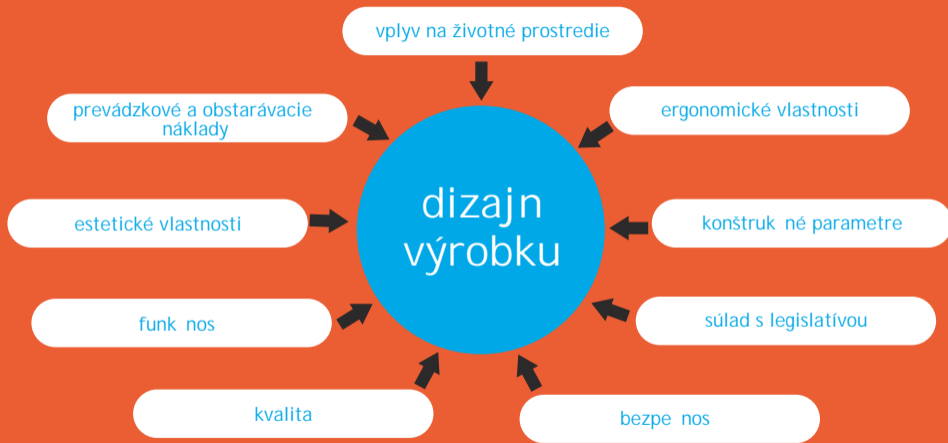 vplyv na životné prostredie
prevádzkové a obstarávacie
náklady
ergonomické vlastnosti
dizajn
výrobku
estetické vlastnosti
konštruk né parametre
funk nos
súlad s legislatívou
kvalita
bezpe nos